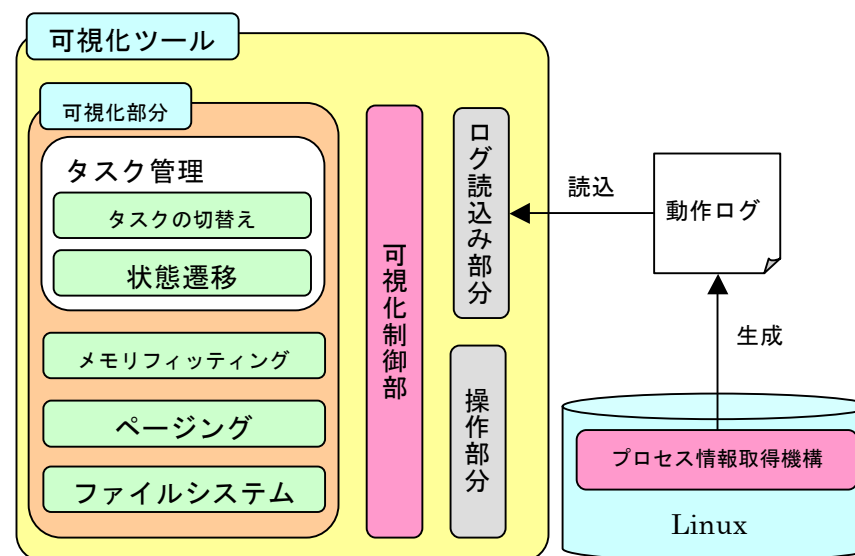 可視化ツール
可視化部分
タスク管理
タスクの切替え
状態遷移
メモリフィッティング
ページング
ファイルシステム
可視化制御部
ログ読込み部分
操作部分
読込
動作ログ
生成
プロセス情報取得機構
Linux